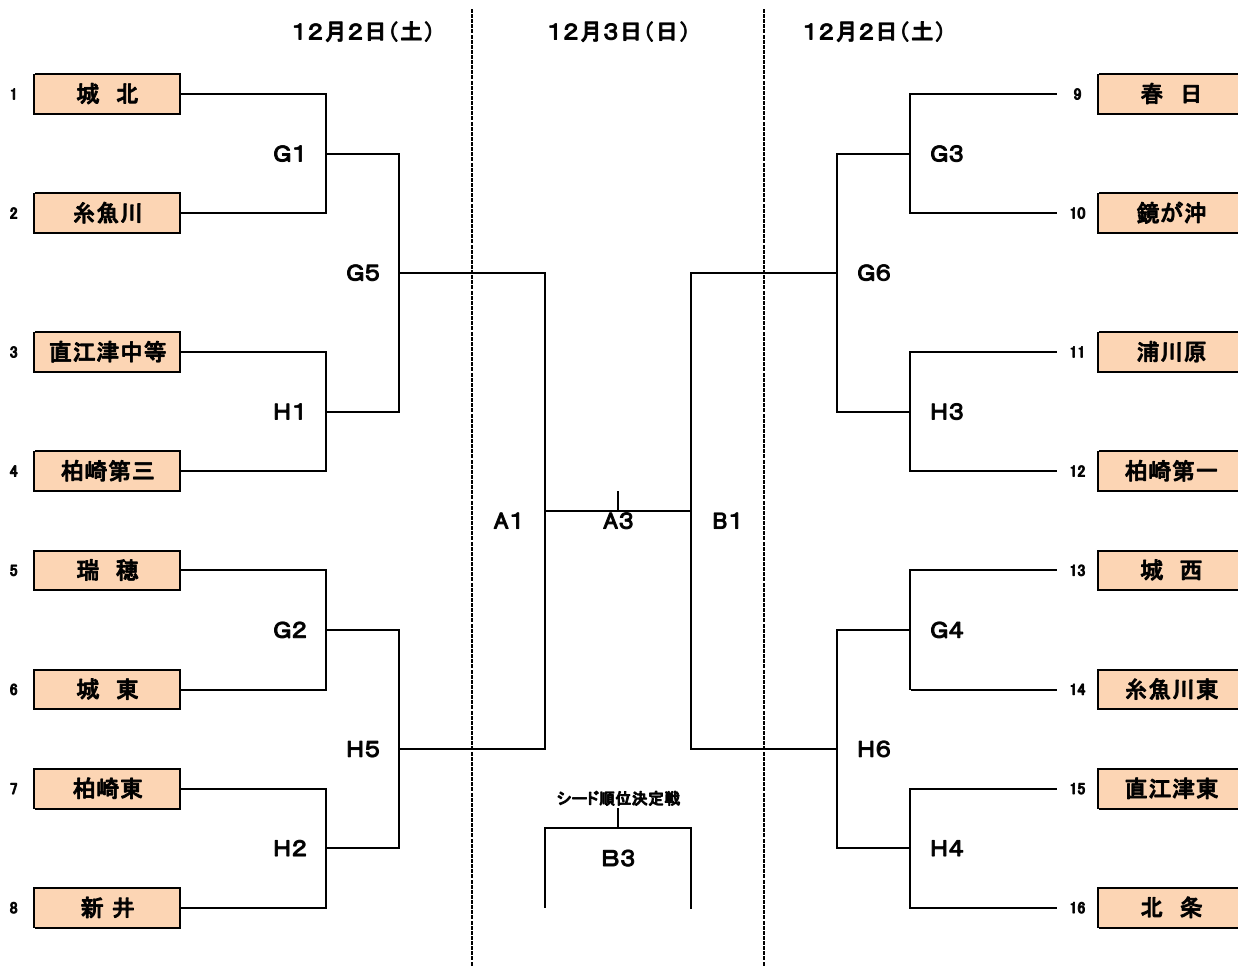 12月2日(土) 12月3日(日) 12月2日(土)
1 城 北
9 春 日
G1
G3
2 糸魚川
10 鏡が沖
G5
G6
3 直江津中等
11 浦川原
H1
H3
4 柏崎第三
12 柏崎第一
A1
A3
B1
5 瑞 穂
13 城 西
G2
G4
6 城 東
14 糸魚川東
H5
H6
7 柏崎東
15 直江津東
シード順位決定戦
H2
B3
H4
8 新 井
16 北 条